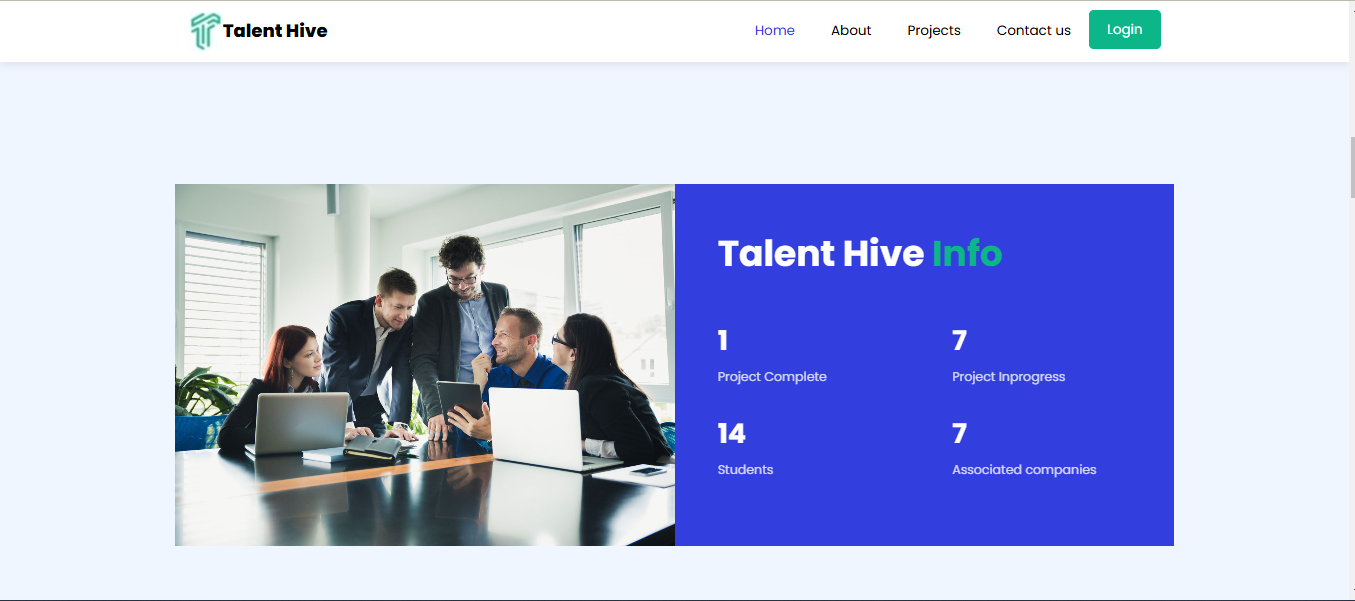 Talent Hive
Home About Projects Contact us Login
Talent Hive Info
1 7
Project Complete Project Inprogress
14 7
Students Associated companies